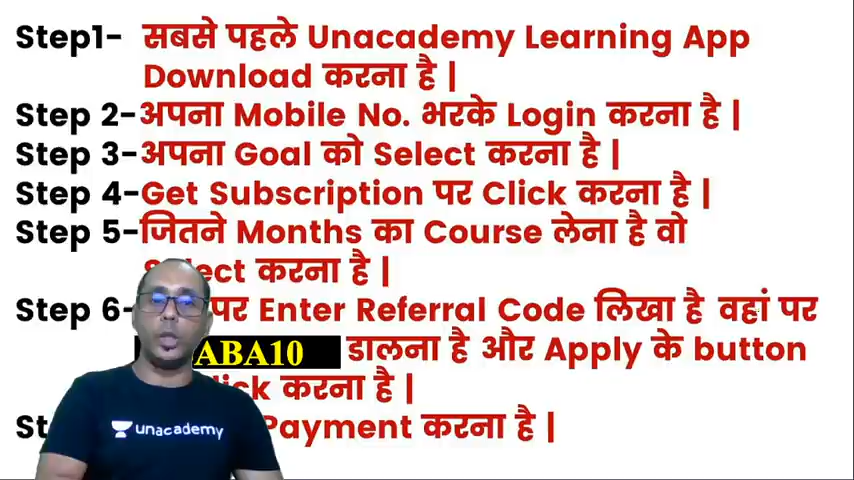 Step1- सबसे पहले Unacademy Learning App
Download करना है |
Step 2-अपना Mobile No. भरके Login करना है |
Step 3-अपना Goal को Select करना है |
Step 4-Get Subscription पर Click करना है |
Step 5-जितने Months का Course लेना है वो
करना है |
Step 6- पर Enter Referral Code लिखा है वहां पर
ABA10 डालना है और Apply के button
करना है |
Payment करना है |
unacademy